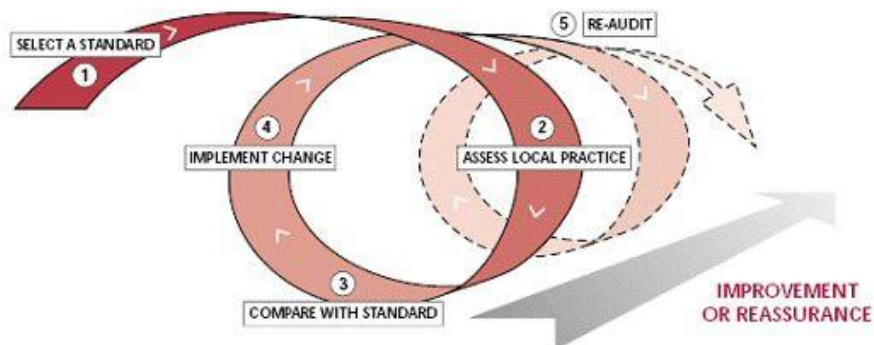 1
SELECT A STANDARD
2
ASSESS LOCAL PRACTICE
3
COMPARE WITH STANDARD
4
IMPLEMENT CHANGE
5
RE-AUDIT
IMPROVEMENT
OR REASSURANCE